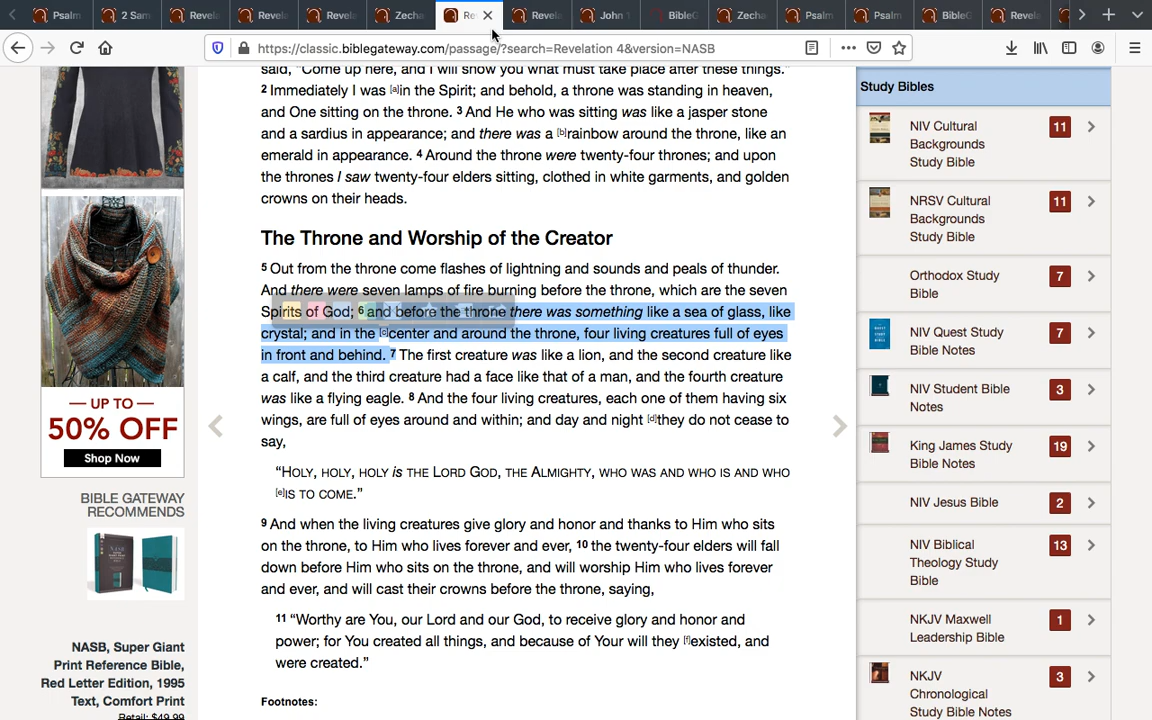 Psalm
2 Sam
Revela
Revela
Revela
Zecha
Re
Revela
John 1
BibleG
Zecha
Psalm
Psalm
BibleG
Revela
https://classic.biblegateway.com/passage/?search=Revelation 4&version=NASB
said, “Come up here, and I will show you what must take place after these things.”
2 Immediately I was [a]in the Spirit; and behold, a throne was standing in heaven,
and One sitting on the throne. 3 And He who was sitting was like a jasper stone
and a sardius in appearance; and there was a [b]rainbow around the throne, like an
emerald in appearance. 4 Around the throne were twenty-four thrones; and upon
the thrones I saw twenty-four elders sitting, clothed in white garments, and golden
crowns on their heads.
The Throne and Worship of the Creator
5 Out from the throne come flashes of lightning and sounds and peals of thunder.
And there were seven lamps of fire burning before the throne, which are the seven
Spirits of God; 6 and before the throne there was something like a sea of glass, like
crystal; and in the [c]center and around the throne, four living creatures full of eyes
in front and behind. 7 The first creature was like a lion, and the second creature like
a calf, and the third creature had a face like that of a man, and the fourth creature
was like a flying eagle. 8 And the four living creatures, each one of them having six
wings, are full of eyes around and within; and day and night [d]they do not cease to
say,
“HOLY, HOLY, HOLY is THE LORD GOD, THE ALMIGHTY, WHO WAS AND WHO IS AND WHO
[e]IS TO COME.”
9 And when the living creatures give glory and honor and thanks to Him who sits
on the throne, to Him who lives forever and ever, 10 the twenty-four elders will fall
down before Him who sits on the throne, and will worship Him who lives forever
and ever, and will cast their crowns before the throne, saying,
11 “Worthy are You, our Lord and our God, to receive glory and honor and
power; for You created all things, and because of Your will they [f]existed, and
were created.”
Footnotes:
— UP TO —
50% OFF
Shop Now
BIBLE GATEWAY
RECOMMENDS
NASB, Super Giant
Print Reference Bible,
Red Letter Edition, 1995
Text, Comfort Print
Retail: $49.99
Study Bibles
NIV Cultural
Backgrounds
Study Bible
11
NRSV Cultural
Backgrounds
Study Bible
11
Orthodox Study
Bible
7
NIV Quest Study
Bible Notes
7
NIV Student Bible
Notes
3
King James Study
Bible Notes
19
NIV Jesus Bible
2
NIV Biblical
Theology Study
Bible
13
NKJV Maxwell
Leadership Bible
1
NKJV
Chronological
Study Bible Notes
3